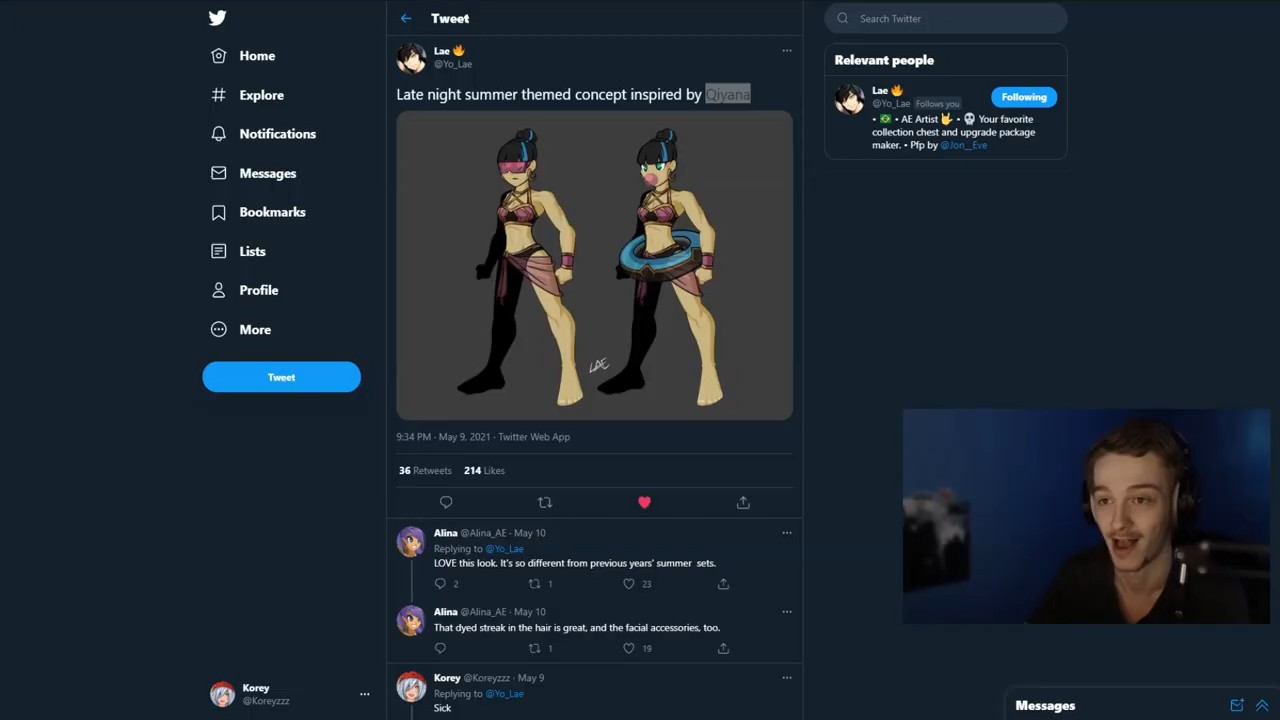 Home
Explore
Notifications
Messages
Bookmarks
Lists
Profile
More
Tweet
Korey
@Koreyzzz
Tweet
Lae
@Yo_Lae
Late night summer themed concept inspired by Qiyana
LAE
9:34 PM · May 9, 2021 · Twitter Web App
36 Retweets 214 Likes
Alina @Alina_AE · May 10
Replying to @Yo_Lae
LOVE this look. It's so different from previous years' summer sets.
2 1 23
Alina @Alina_AE · May 10
That dyed streak in the hair is great, and the facial accessories, too.
1 19
Korey @Koreyzzz · May 9
Replying to @Yo_Lae
Sick
Search Twitter
Relevant people
Lae
@Yo_Lae Follows you
Following
• 🇧🇷 • AE Artist 🤟 • 💀 Your favorite
collection chest and upgrade package
maker. • Pfp by @Jon__Eve
Messages